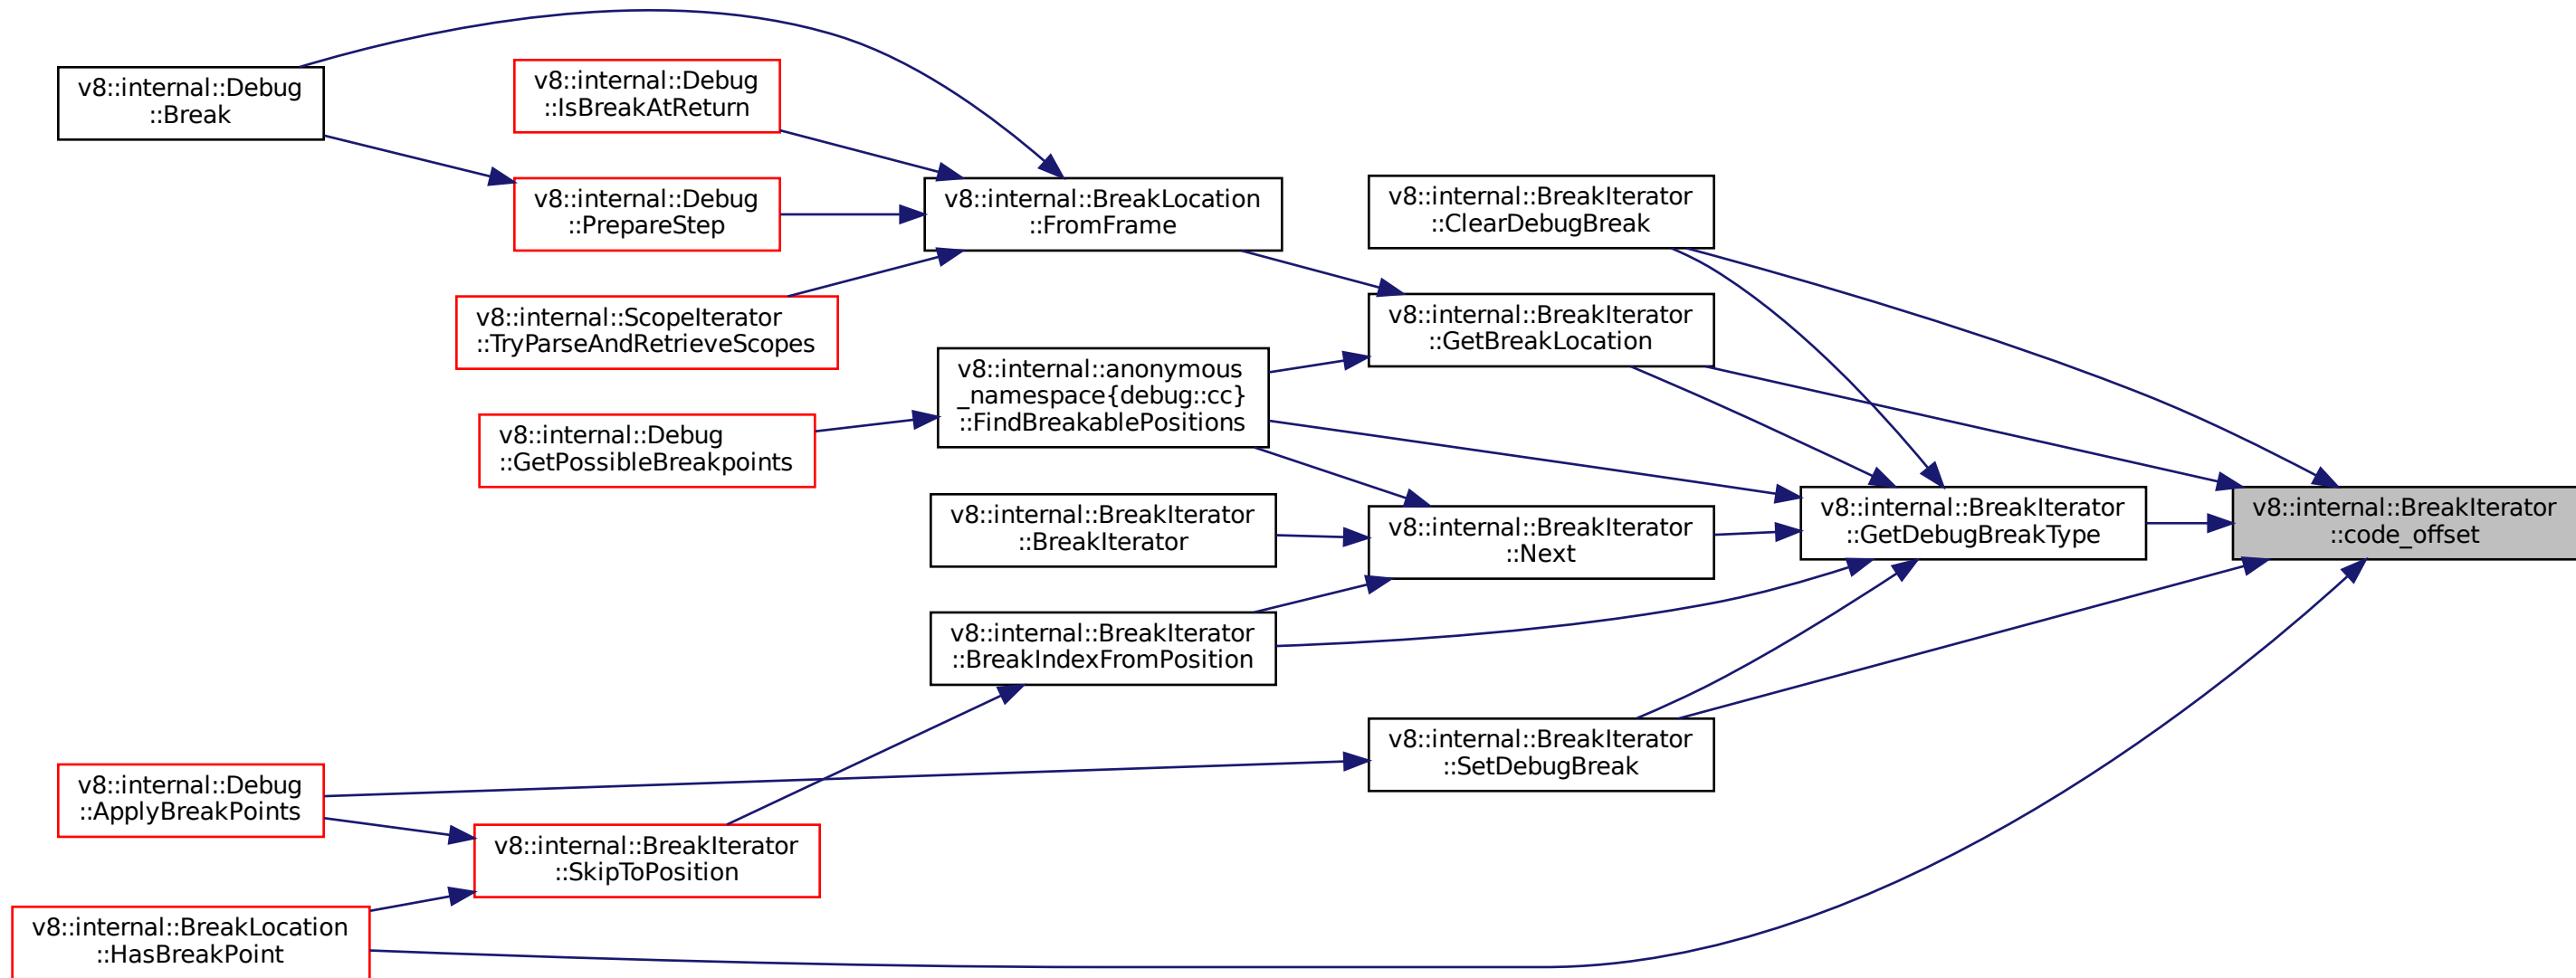 v8::internal::Debug
::Break
v8::internal::Debug
::IsBreakAtReturn
v8::internal::Debug
::PrepareStep
v8::internal::BreakLocation
::FromFrame
v8::internal::BreakIterator
::ClearDebugBreak
v8::internal::ScopeIterator
::TryParseAndRetrieveScopes
v8::internal::BreakIterator
::GetBreakLocation
v8::internal::anonymous
_namespace{debug::cc}
::FindBreakablePositions
v8::internal::Debug
::GetPossibleBreakpoints
v8::internal::BreakIterator
::BreakIterator
v8::internal::BreakIterator
::Next
v8::internal::BreakIterator
::GetDebugBreakType
v8::internal::BreakIterator
::code_offset
v8::internal::BreakIterator
::BreakIndexFromPosition
v8::internal::BreakIterator
::SetDebugBreak
v8::internal::Debug
::ApplyBreakPoints
v8::internal::BreakIterator
::SkipToPosition
v8::internal::BreakLocation
::HasBreakPoint